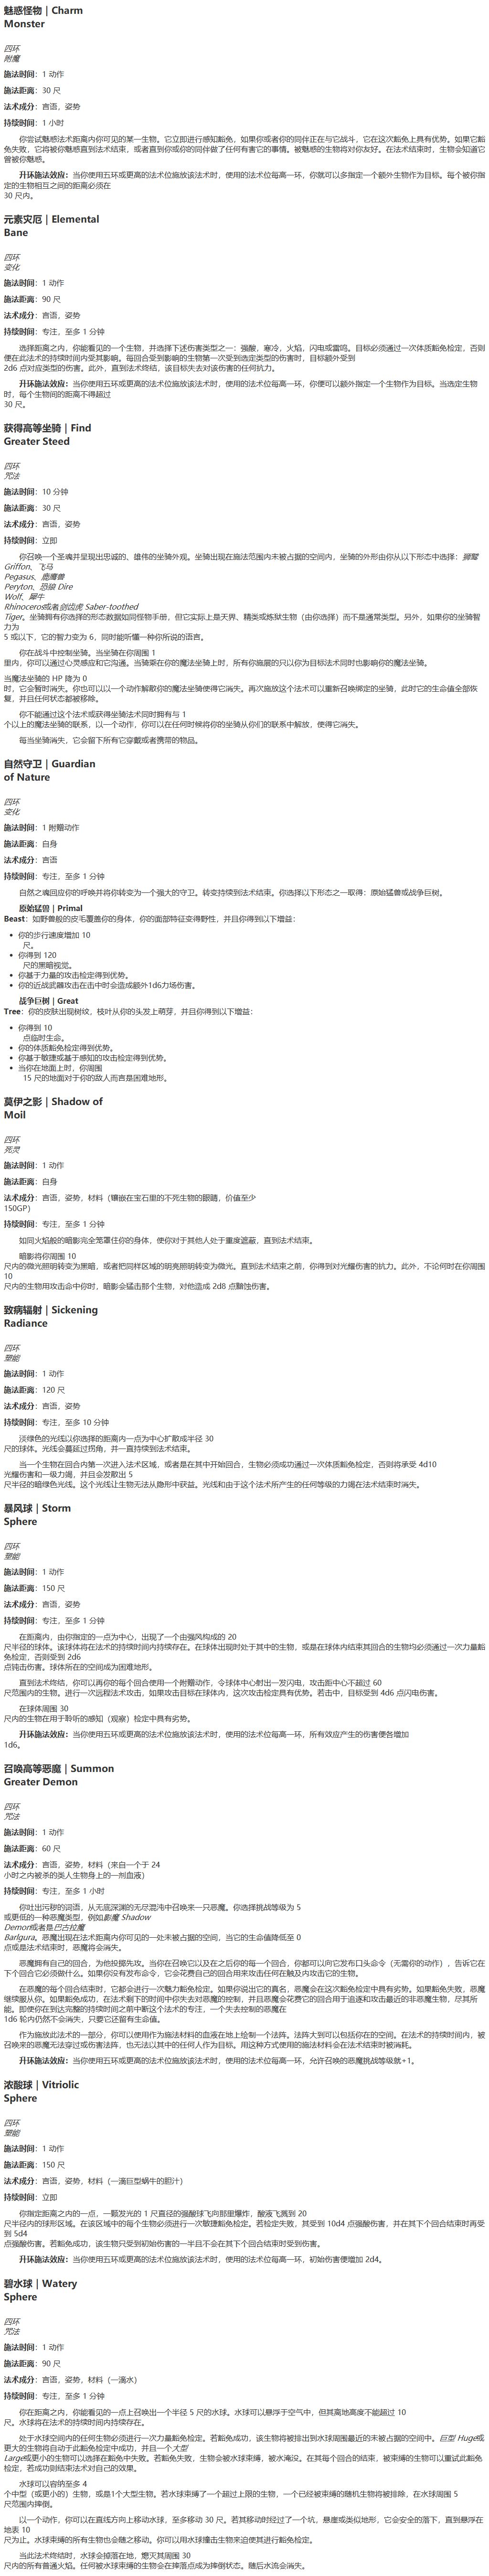 魅惑怪物 | Charm
Monster
四环
附魔
施法时间：1 动作
施法距离：30 尺
法术成分：言语，姿势
持续时间：1 小时
你尝试魅惑法术距离内你可见的某一生物。它立即进行感知豁免，如果你或者你的同伴正在与它战斗，它在这次豁免上具有优势。如果它豁
免失败，它将被你魅惑直到法术结束，或者直到你或你的同伴做了任何有害它的事情。被魅惑的生物将对你友好。在法术结束时，生物会知道它
曾被你魅惑。
升环施法效应：当你使用五环或更高的法术位施放该法术时，使用的法术位每高一环，你就可以多指定一个额外生物作为目标。每个被你指
定的生物相互之间的距离必须在
30 尺内。
元素灾厄 | Elemental
Bane
四环
变化
施法时间：1 动作
施法距离：90 尺
法术成分：言语，姿势
持续时间：专注，至多 1 分钟
选择距离之内，你能看见的一个生物，并选择下述伤害类型之一：强酸，寒冷，火焰，闪电或雷鸣。目标必须通过一次体质豁免检定，否则
便在此法术的持续时间内受其影响。每回合受到影响的生物第一次受到选定类型的伤害时，目标额外受到
2d6 点对应类型的伤害。此外，直到法术终结，该目标失去对该伤害的任何抗力。
升环施法效应：当你使用五环或更高的法术位施放该法术时，使用的法术位每高一环，你便可以额外指定一个生物作为目标。当选定生物
时，每个生物间的距离不得超过
30 尺。
获得高等坐骑 | Find
Greater Steed
四环
咒法
施法时间：10 分钟
施法距离：30 尺
法术成分：言语，姿势
持续时间：立即
你召唤一个圣魂并呈现出忠诚的、雄伟的坐骑外观。坐骑出现在施法范围内未被占据的空间内，坐骑的外形由你从以下形态中选择：狮鹫
Griffon、飞马
Pegasus、鹿鹰兽
Peryton、恐狼 Dire
Wolf、犀牛
Rhinoceros或者剑齿虎 Saber-toothed
Tiger。坐骑拥有你选择的形态数据如同怪物手册，但它实际上是天界、精类或炼狱生物（由你选择）而不是通常类型。另外，如果你的坐骑智
力为
5 或以下，它的智力变为 6，同时能听懂一种你所说的语言。
你在战斗中控制坐骑。当坐骑在你周围 1
里内，你可以通过心灵感应和它沟通。当骑乘在你的魔法坐骑上时，所有你施展的只以你为目标法术同时也影响你的魔法坐骑。
当魔法坐骑的 HP 降为 0
时，它会暂时消失。你也可以以一个动作解散你的魔法坐骑使得它消失。再次施放这个法术可以重新召唤绑定的坐骑，此时它的生命值全部恢
复，并且任何状态都被移除。
你不能通过这个法术或获得坐骑法术同时拥有与 1
个以上的魔法坐骑的联系，以一个动作，你可以在任何时候将你的坐骑从你们的联系中解放，使得它消失。
每当坐骑消失，它会留下所有它穿戴或者携带的物品。
自然守卫 | Guardian
of Nature
四环
变化
施法时间：1 附赠动作
施法距离：自身
法术成分：言语
持续时间：专注，至多 1 分钟
自然之魂回应你的呼唤并将你转变为一个强大的守卫。转变持续到法术结束。你选择以下形态之一取得：原始猛兽或战争巨树。
原始猛兽 | Primal
Beast：如野兽般的皮毛覆盖你的身体，你的面部特征变得野性，并且你得到以下增益：
• 你的步行速度增加 10
尺。
• 你得到 120
尺的黑暗视觉。
• 你基于力量的攻击检定得到优势。
• 你的近战武器攻击在击中时会造成额外1d6力场伤害。
战争巨树 | Great
Tree：你的皮肤出现树纹，枝叶从你的头发上萌芽，并且你得到以下增益：
• 你得到 10
点临时生命。
• 你的体质豁免检定得到优势。
• 你基于敏捷或基于感知的攻击检定得到优势。
• 当你在地面上时，你周围
15 尺的地面对于你的敌人而言是困难地形。
莫伊之影 | Shadow of
Moil
四环
死灵
施法时间：1 动作
施法距离：自身
法术成分：言语，姿势，材料（镶嵌在宝石里的不死生物的眼睛，价值至少
150GP）
持续时间：专注，至多 1 分钟
如同火焰般的暗影完全笼罩住你的身体，使你对于其他人处于重度遮蔽，直到法术结束。
暗影将你周围 10
尺内的微光照明转变为黑暗，或者把同样区域的明亮照明转变为微光。直到法术结束之前，你得到对光耀伤害的抗力。此外，不论何时在你周围
10
尺内的生物用攻击命中你时，暗影会猛击那个生物，对他造成 2d8 点黯蚀伤害。
致病辐射 | Sickening
Radiance
四环
塑能
施法时间：1 动作
施法距离：120 尺
法术成分：言语，姿势
持续时间：专注，至多 10 分钟
淡绿色的光线以你选择的距离内一点为中心扩散成半径 30
尺的球体。光线会蔓延过拐角，并一直持续到法术结束。
当一个生物在回合内第一次进入法术区域，或者是在其中开始回合，生物必须成功通过一次体质豁免检定，否则将承受 4d10
光耀伤害和一级力竭，并且会发散出 5
尺半径的暗绿色光线。这个光线让生物无法从隐形中获益。光线和由于这个法术所产生的任何等级的力竭在法术结束时消失。
暴风球 | Storm
Sphere
四环
塑能
施法时间：1 动作
施法距离：150 尺
法术成分：言语，姿势
持续时间：专注，至多 1 分钟
在距离内，由你指定的一点为中心，出现了一个由强风构成的 20
尺半径的球体。该球体将在法术的持续时间内持续存在。在球体出现时处于其中的生物，或是在球体内结束其回合的生物均必须通过一次力量豁
免检定，否则受到 2d6
点钝击伤害。球体所在的空间成为困难地形。
直到法术终结，你可以再你的每个回合使用一个附赠动作，令球体中心射出一发闪电，攻击距中心不超过 60
尺范围内的生物。进行一次远程法术攻击，如果攻击目标在球体内，这次攻击检定具有优势。若击中，目标受到 4d6 点闪电伤害。
在球体周围 30
尺内的生物在用于聆听的感知（观察）检定中具有劣势。
升环施法效应：当你使用五环或更高的法术位施放该法术时，使用的法术位每高一环，所有效应产生的伤害便各增加
1d6。
召唤高等恶魔 | Summon
Greater Demon
四环
咒法
施法时间：1 动作
施法距离：60 尺
法术成分：言语，姿势，材料（来自一个于 24
小时之内被杀的类人生物身上的一剂血液）
持续时间：专注，至多 1 小时
你吐出污秽的词语，从无底深渊的无尽混沌中召唤来一只恶魔。你选择挑战等级为 5
或更低的一种恶魔类型，例如影魔 Shadow
Demon或者是巴古拉魔
Barlgura。恶魔出现在法术距离内你可见的一处未被占据的空间，当它的生命值降低至 0
点或是法术结束时，恶魔将会消失。
恶魔拥有自己的回合，为他投掷先攻。当你在召唤它以及在之后你的每一个回合，你都可以向它发布口头命令（无需你的动作），告诉它在
下个回合它必须做什么。如果你没有发布命令，它会花费自己的回合用来攻击任何在触及内攻击它的生物。
在恶魔的每个回合结束时，它都会进行一次魅力豁免检定。如果你说出它的真名，恶魔会在这次豁免检定中具有劣势。如果豁免失败，恶魔
继续服从你。如果豁免成功，在法术剩下的时间中你失去对恶魔的控制，并且恶魔会花费它的回合用于追逐和攻击最近的非恶魔生物，尽其所
能。即使你在到达完整的持续时间之前中断这个法术的专注，一个失去控制的恶魔在
1d6 轮内仍然不会消失，只要它还留有生命值。
作为施放此法术的一部分，你可以使用作为施法材料的血液在地上绘制一个法阵。法阵大到可以包括你在的空间。在法术的持续时间内，被
召唤来的恶魔无法穿过或伤害法阵，也无法以其中的任何人作为目标。用这种方式使用的施法材料会在法术结束时被消耗。
升环施法效应：当你使用五环或更高的法术位施放该法术时，使用的法术位每高一环，允许召唤的恶魔挑战等级就+1。
浓酸球 | Vitriolic
Sphere
四环
塑能
施法时间：1 动作
施法距离：150 尺
法术成分：言语，姿势，材料（一滴巨型蜗牛的胆汁）
持续时间：立即
你指定距离之内的一点，一颗发光的 1 尺直径的强酸球飞向那里爆炸，酸液飞溅到 20
尺半径内的球形区域。在该区域中的每个生物必须进行一次敏捷豁免检定。若检定失败，其受到 10d4 点强酸伤害，并在其下个回合结束时再受
到 5d4
点强酸伤害。若豁免成功，该生物只受到初始伤害的一半且不会在其下个回合结束时受到伤害。
升环施法效应：当你使用五环或更高的法术位施放该法术时，使用的法术位每高一环，初始伤害便增加 2d4。
碧水球 | Watery
Sphere
四环
咒法
施法时间：1 动作
施法距离：90 尺
法术成分：言语，姿势，材料（一滴水）
持续时间：专注，至多 1 分钟
你在距离之内，你能看见的一点上召唤出一个半径 5 尺的水球。水球可以悬浮于空气中，但其离地高度不能超过 10
尺。水球将在法术的持续时间内持续存在。
处于水球空间内的任何生物必须进行一次力量豁免检定。若豁免成功，该生物将被排出到水球周围最近的未被占据的空间中。巨型 Huge或
更大的生物将自动于此豁免检定中成功，并且一个大型
Large或更小的生物可以选择在豁免中失败。若豁免失败，生物会被水球束缚，被水淹没。在其每个回合的结束，被束缚的生物可以重试此豁免
检定，若成功则结束法术对自己的效果。
水球可以容纳至多 4
个中型（或更小的）生物，或是1个大型生物。若水球束缚了一个超过上限的生物，一个已经被束缚的随机生物将被排除，在水球周围 5
尺范围内摔倒。
以一个动作，你可以在直线方向上移动水球，至多移动 30 尺。若其移动时经过了一个坑，悬崖或类似地形，它会安全的落下，直到悬浮在
地表 10
尺为止。水球束缚的所有生物也会随之移动。你可以用水球撞击生物来迫使其进行豁免检定。
当此法术终结时，水球会掉落在地，熄灭其周围 30
尺内的所有普通火焰。任何被水球束缚的生物会在摔落点成为摔倒状态。随后水流会消失。